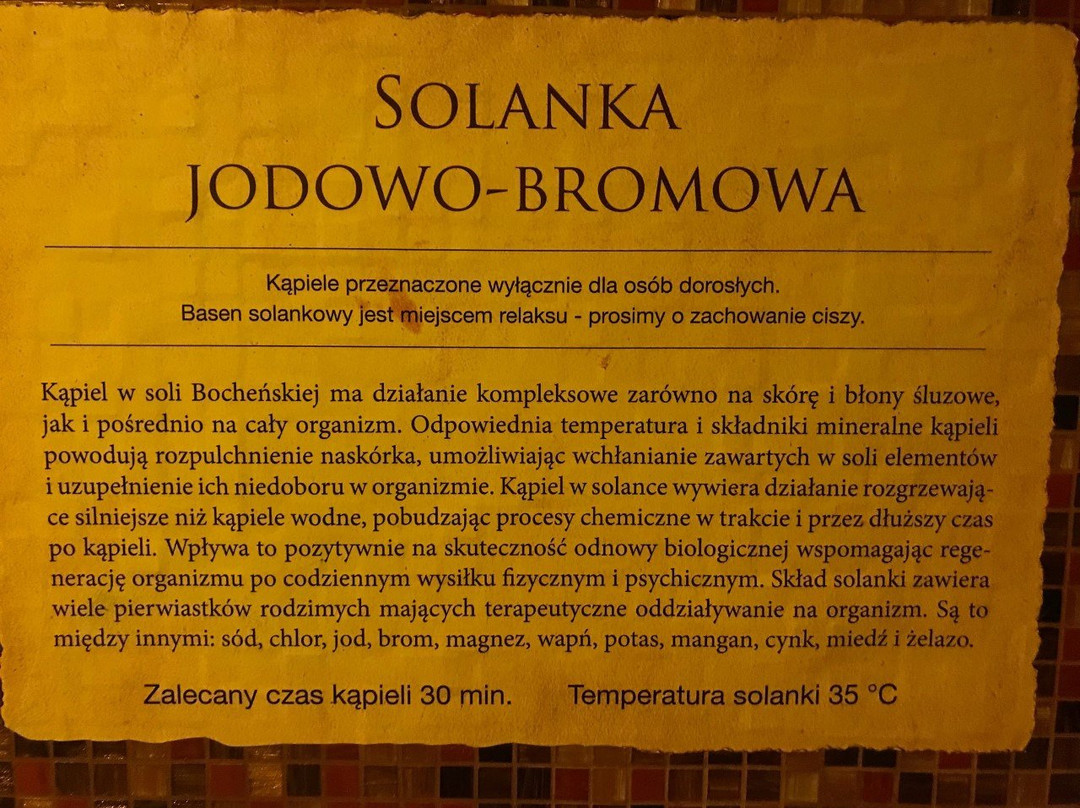 SOLANKA
JODOWO-BROMOWA
Kąpiele przeznaczone wyłącznie dla osób dorosłych.
Basen solankowy jest miejscem relaksu - prosimy o zachowanie ciszy.
Kąpiel w soli Bocheńskiej ma działanie kompleksowe zarówno na skórę i błony śluzowe,
jak i pośrednio na cały organizm. Odpowiednia temperatura i składniki mineralne kąpieli
powodują rozpulchnienie naskórka, umożliwiając wchłanianie zawartych w soli elementów
i uzupełnienie ich niedoboru w organizmie. Kąpiel w solance wywiera działanie rozgrzewają-
ce silniejsze niż kąpiele wodne, pobudzając procesy chemiczne w trakcie i przez dłuższy czas
po kąpieli. Wpływa to pozytywnie na skuteczność odnowy biologicznej wspomagając rege-
nerację organizmu po codziennym wysiłku fizycznym i psychicznym. Skład solanki zawiera
wiele pierwiastków rodzimych mających terapeutyczne oddziaływanie na organizm. Są to
między innymi: sód, chlor, jod, brom, magnez, wapń, potas, mangan, cynk, miedź i żelazo.
Zalecany czas kąpieli 30 min. Temperatura solanki 35 °C